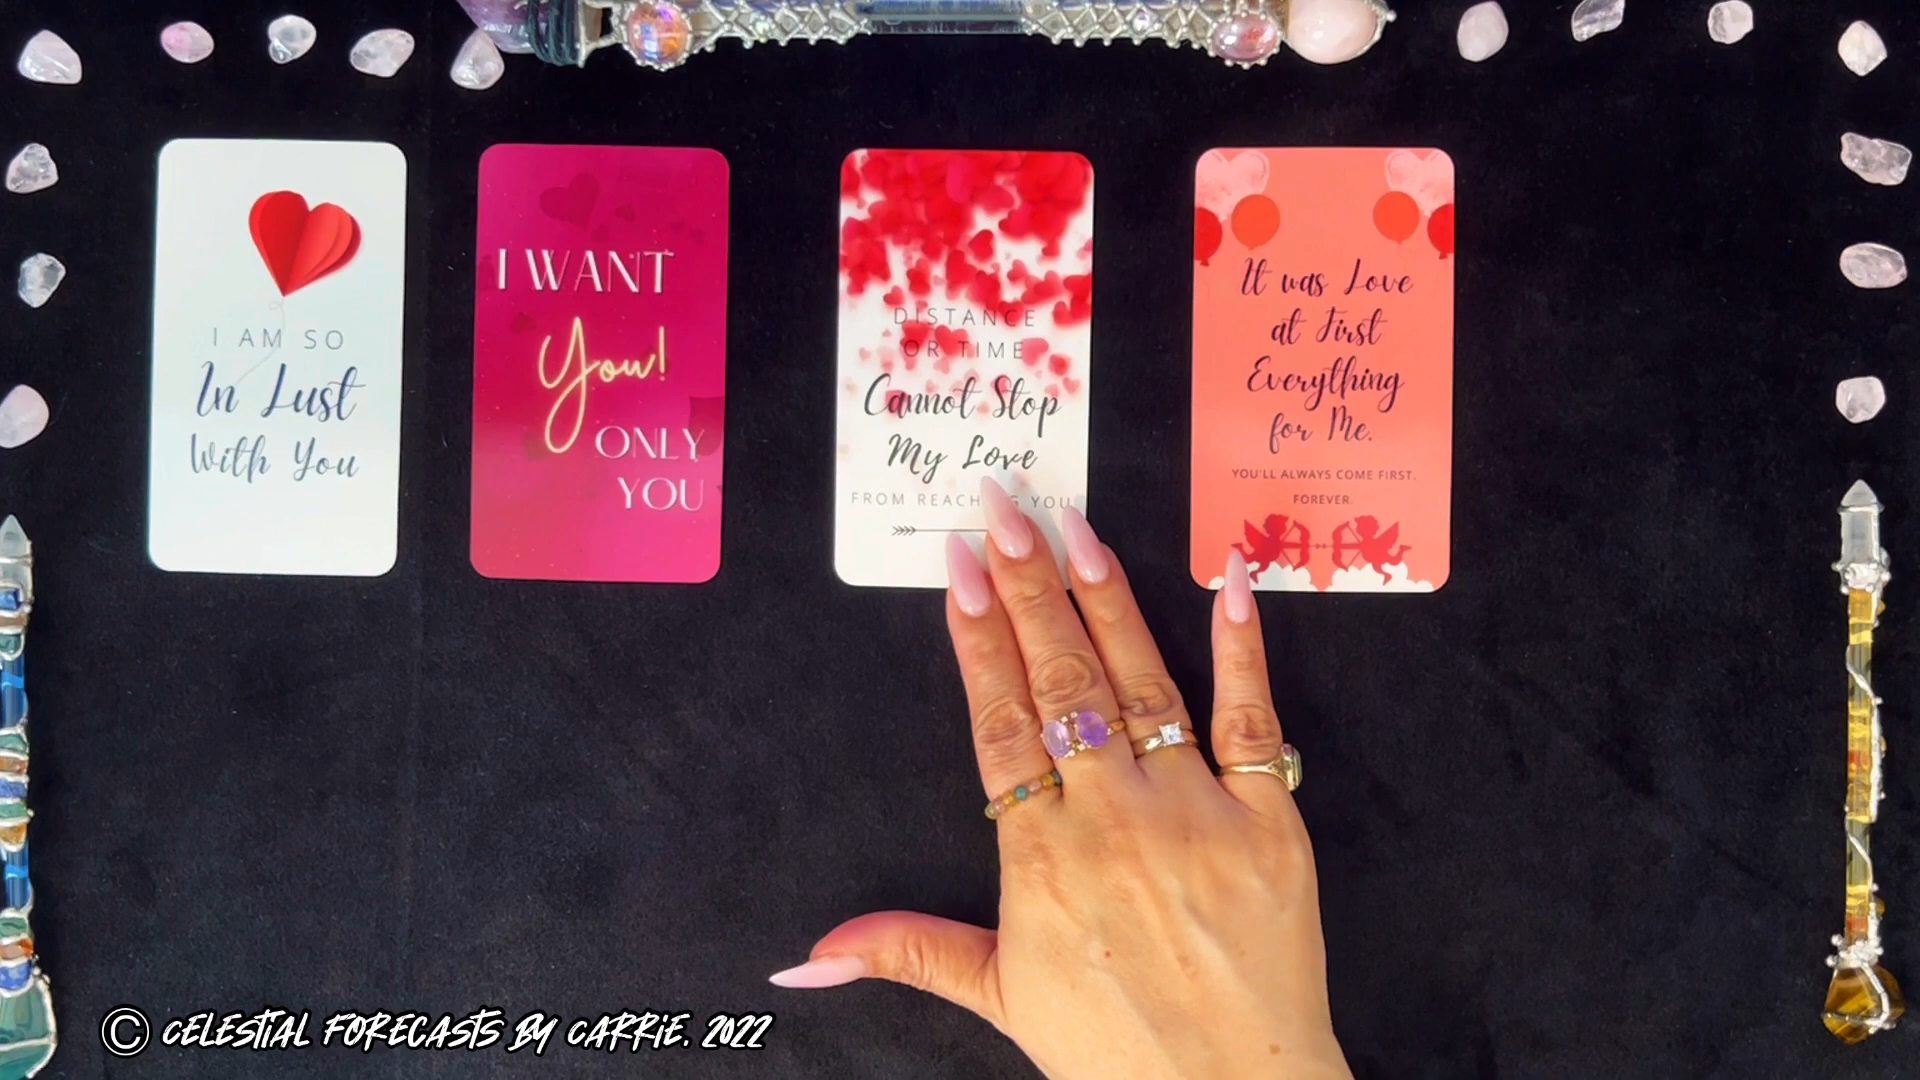 I AM SO
In Lust
With You
I WANT
You!
ONLY
YOU
DISTANCE
OR TIME
Cannot Stop
My Love
FROM YOU
It was Love
at First
Everything
for Me.
YOU'LL ALWAYS COME FIRST.
FOREVER.
© CELESTIAL FORECASTS BY CARRIE. 2022